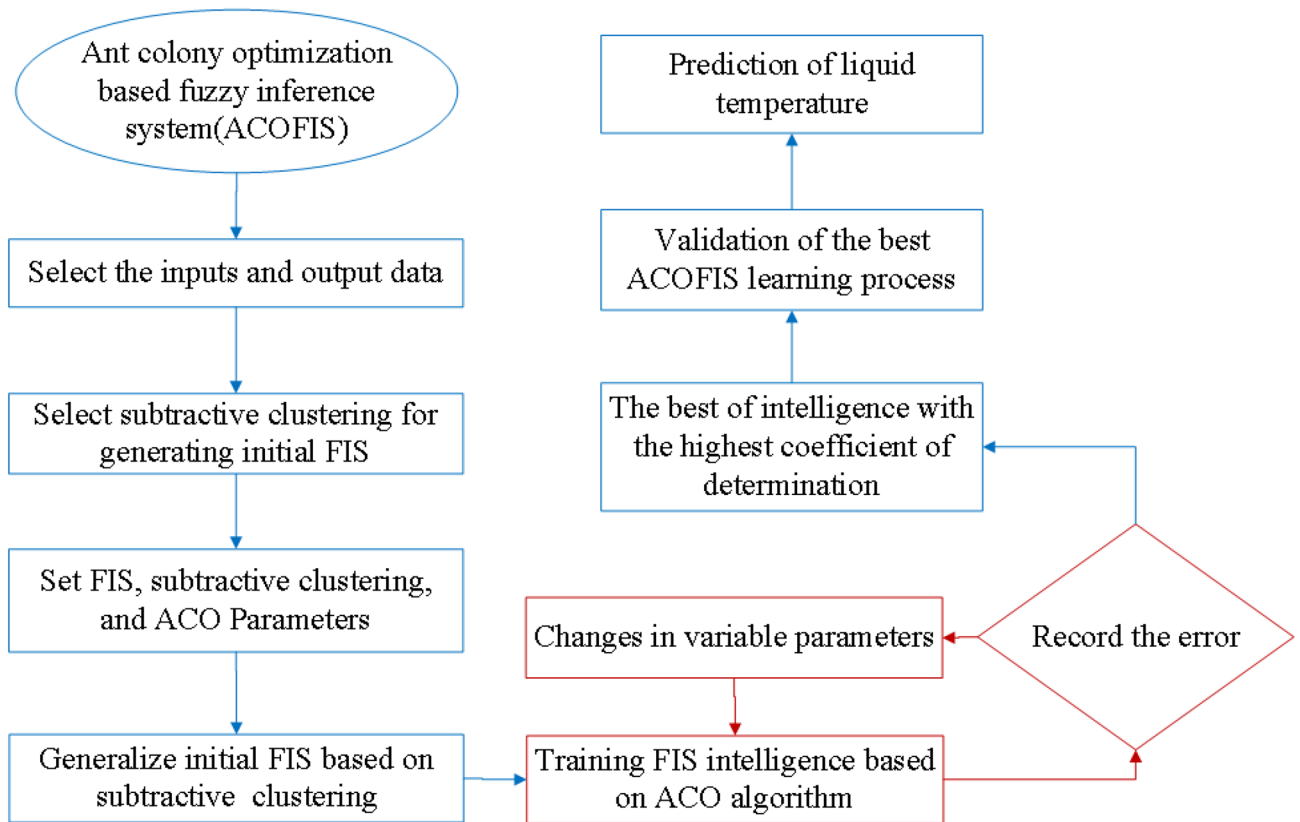 Ant colony optimization
based fuzzy inference
system(ACOFIS)
Select the inputs and output data
Select subtractive clustering for
generating initial FIS
Set FIS, subtractive clustering,
and ACO Parameters
Generalize initial FIS based on
subtractive clustering
Training FIS intelligence based
on ACO algorithm
Changes in variable parameters
Record the error
The best of intelligence with
the highest coefficient of
determination
Validation of the best
ACOFIS learning process
Prediction of liquid
temperature